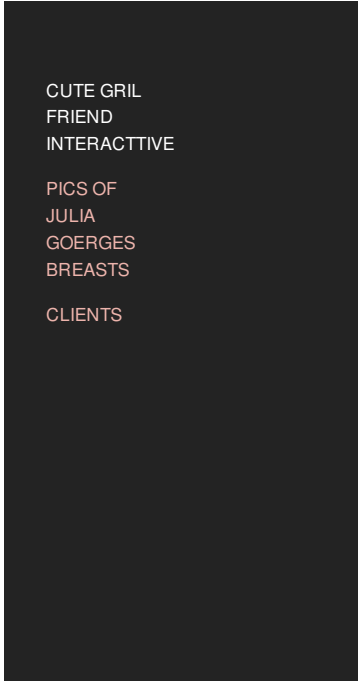 CUTE GRIL
FRIEND
INTERACTTIVE
PICS OF
JULIA
GOERGES
BREASTS
CLIENTS